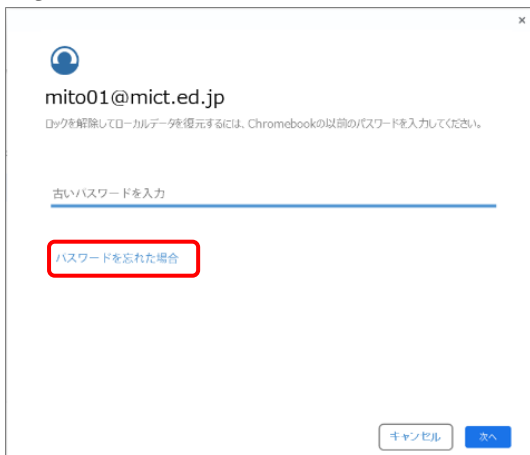 ×
mito01@mict.ed.jp
ロックを解除してローカルデータを復元するには、Chromebookの以前のパスワードを入力してください。
古いパスワードを入力
パスワードを忘れた場合
キャンセル
次へ